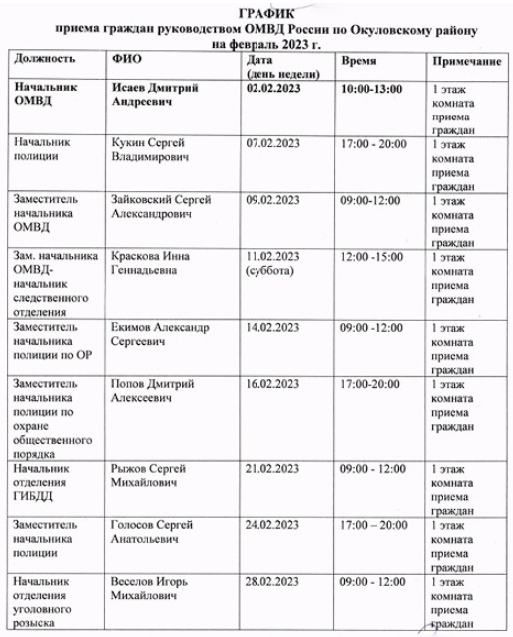 ГРАФИК
приема граждан руководством ОМВД России по Окуловскому району
на февраль 2023 г.
Должность ФИО Дата Время Примечание
(день недели)
Начальник Исаев Дмитрий 02.02.2023 10:00-13:00 1 этаж
ОМВД Андреевич комната
приема
граждан
Начальник Кукин Сергей 07.02.2023 17:00 - 20:00 1 этаж
полиции Владимирович комната
приема
граждан
Заместитель Зайковский Сергей 09.02.2023 09:00-12:00 1 этаж
начальника Александрович комната
ОМВД приема
граждан
Зам. начальника Краскова Инна 11.02.2023 12:00 -15:00 1 этаж
ОМВД- Геннадьевна (суббота) комната
начальник приема
следственного граждан
отделения
Заместитель Екимов Александр 14.02.2023 09:00 -12:00 1 этаж
начальника Сергеевич комната
полиции по ОР приема
граждан
Заместитель Попов Дмитрий 16.02.2023 17:00-20:00 1 этаж
начальника Алексеевич комната
полиции по приема
охране граждан
общественного
порядка
Начальник Рыжов Сергей 21.02.2023 09:00 - 12:00 1 этаж
отделения Михайлович комната
ГИБДД приема
граждан
Заместитель Голосов Сергей 24.02.2023 17:00 – 20:00 1 этаж
начальника Анатольевич комната
полиции приема
граждан
Начальник Веселов Игорь 28.02.2023 09:00 - 12:00 1 этаж
отделения Михайлович комната
уголовного приема
розыска граждан